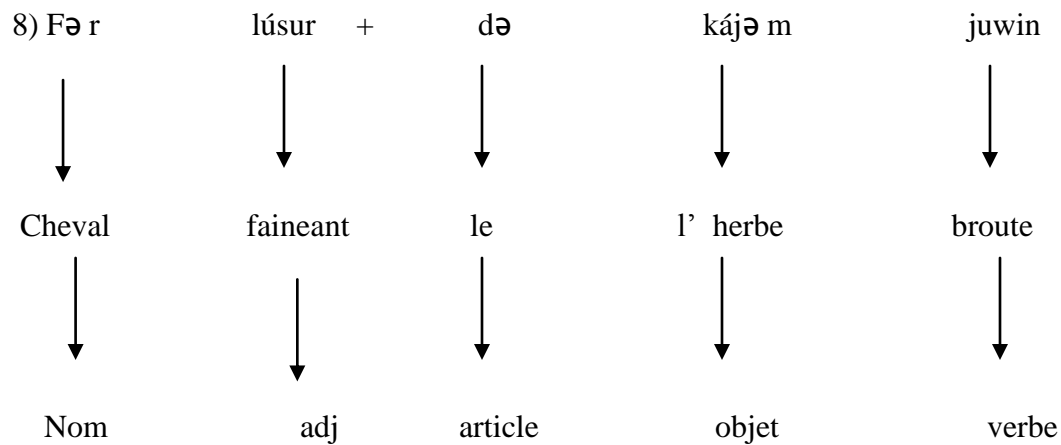 8) Fə r lúsur + də kájə m juwin
Cheval faineant le l’ herbe broute
Nom adj article objet verbe